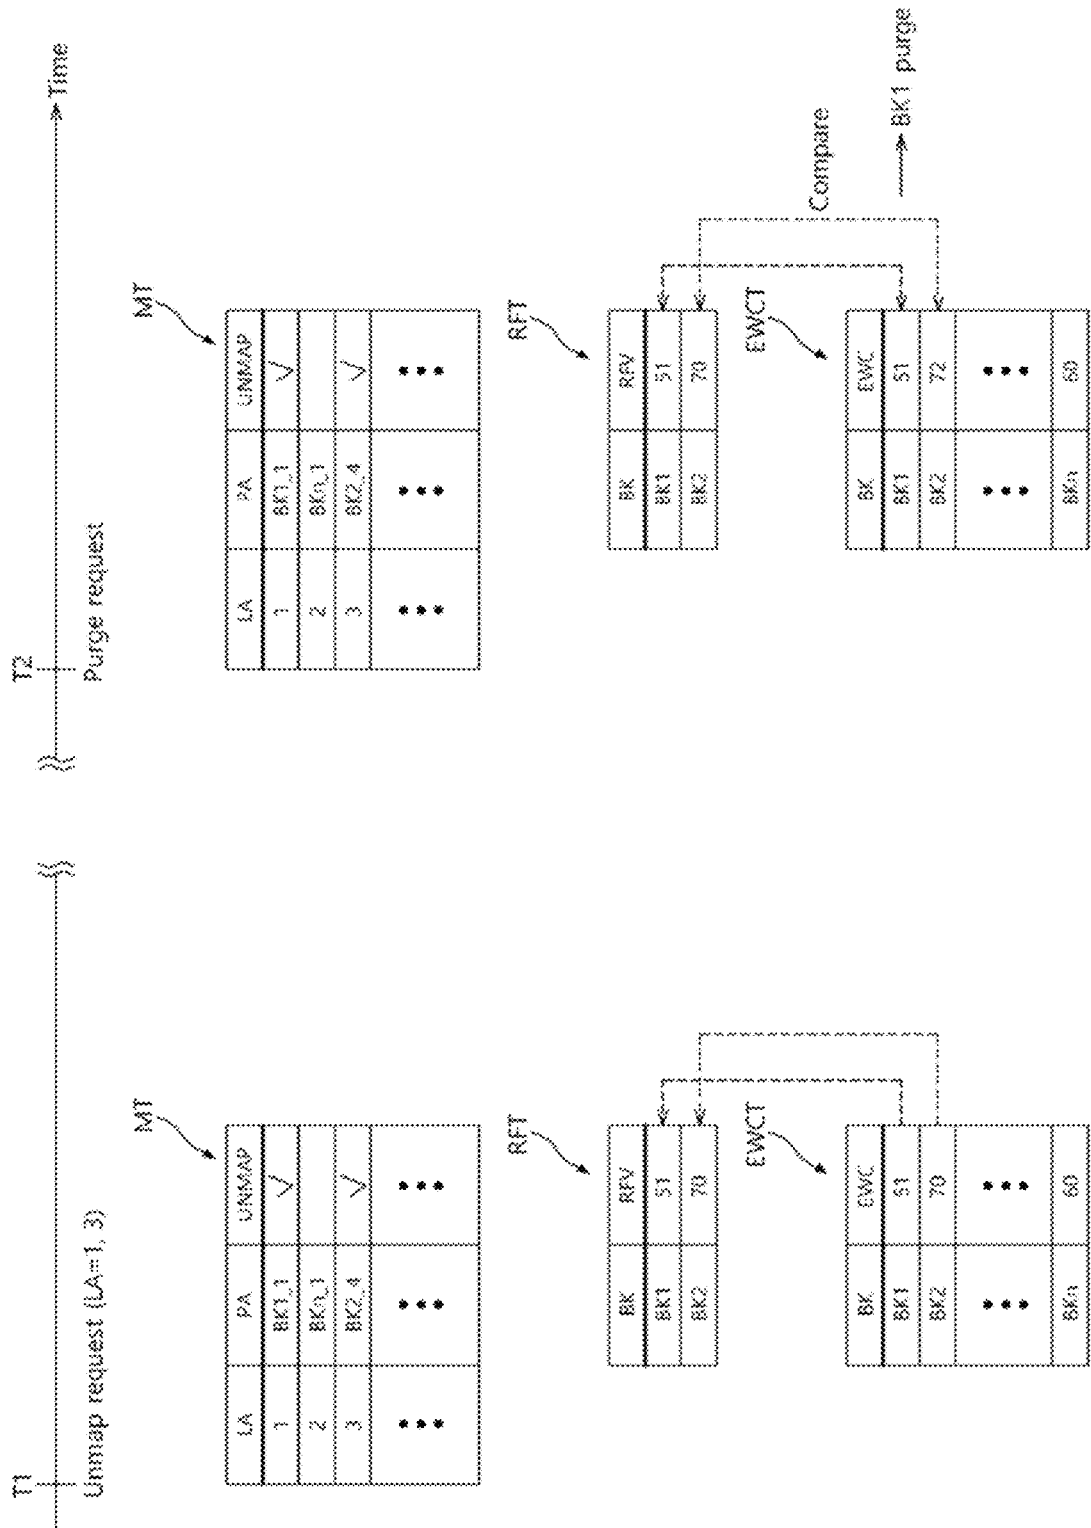 T1
T2
Time
Unmap request (LA=1, 3)
Purge request
MT
LA PA UNMAP
1 BK1_1 √
2 BKn_1
3 BK2_4 √
RFT
BK RFV
BK1 51
BK2 70
EWCT
BK EWC
BK1 51
BK2 70
BKn 60
MT
LA PA UNMAP
1 BK1_1 √
2 BKn_1
3 BK2_4 √
RFT
BK RFV
BK1 51
BK2 70
Compare
EWCT
BK EWC
BK1 51
BK2 72
BKn 60
BK1 purge